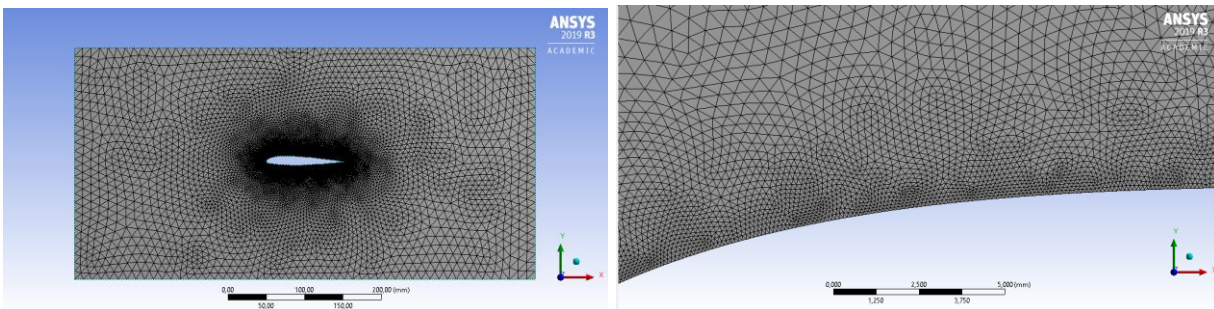 ANSYS
2019 R3
ACADEMIC
Y
X
0,00 100,00 200,00 (mm)
50,00 150,00
ANSYS
2019 R3
ACADEMIC
Y
0,000 2,500 5,000 (mm)
1,250 3,750